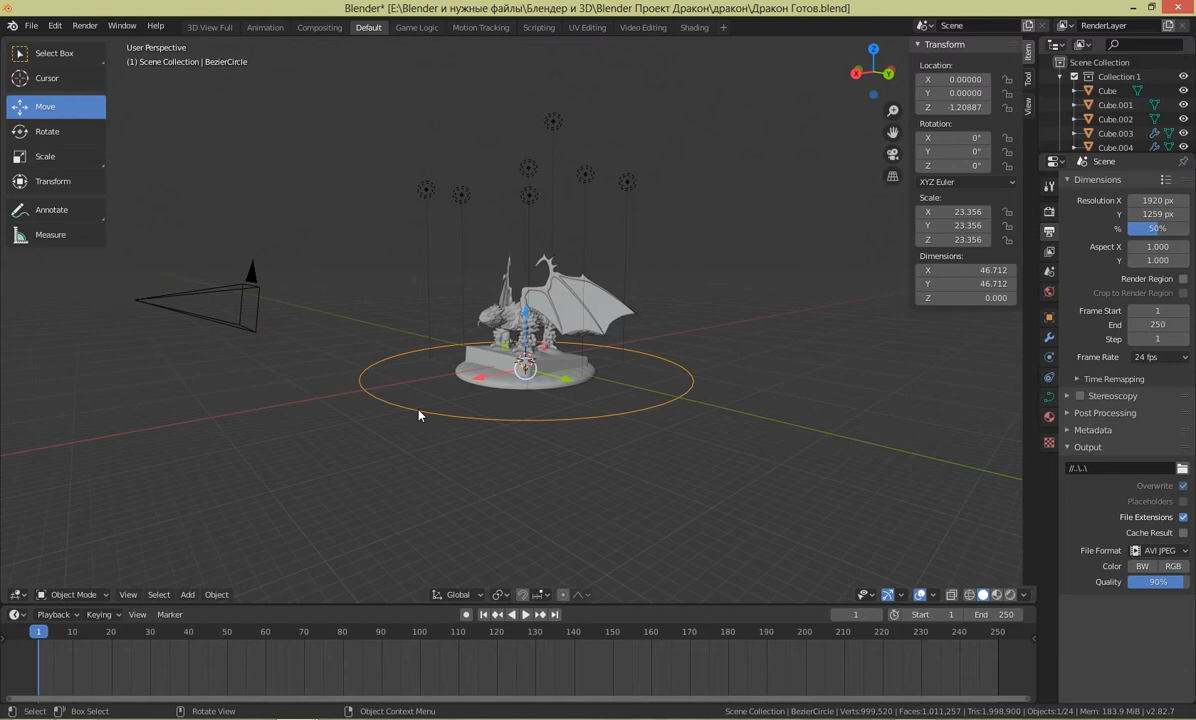 Blender* [E:\Blender и нужные файлы\Блендер и 3D\Blender Проект Дракон\дракон\Дракон Готов.blend]
File Edit Render Window Help
3D View Full Animation Compositing Default Game Logic Motion Tracking Scripting UV Editing Video Editing Shading +
Scene
RenderLayer
Select Box
Cursor
Move
Rotate
Scale
Transform
Annotate
Measure
User Perspective
(1) Scene Collection | BezierCircle
Z
X
Y
Transform
Location:
X 0.00000
Y 0.00000
Z -1.20887
Rotation:
X 0°
Y 0°
Z 0°
XYZ Euler
Scale:
X 23.356
Y 23.356
Z 23.356
Dimensions:
X 46.712
Y 46.712
Z 0.000
Item
Tool
View
Scene Collection
Collection 1
Cube
Cube.001
Cube.002
Cube.003
Cube.004
Scene
Dimensions
Resolution X 1920 px
Y 1259 px
% 50%
Aspect X 1.000
Y 1.000
Render Region
Crop to Render Region
Frame Start 1
End 250
Step 1
Frame Rate 24 fps
Time Remapping
Stereoscopy
Post Processing
Metadata
Output
//..\..\
Overwrite
Placeholders
File Extensions
Cache Result
File Format AVI JPEG
Color BW RGB
Quality 90%
Object Mode View Select Add Object
Global
Playback Keying View Marker
1 Start 1 End 250
1 10 20 30 40 50 60 70 80 90 100 110 120 130 140 150 160 170 180 190 200 210 220 230 240 250
Select Box Select Rotate View Object Context Menu
Scene Collection | BezierCircle | Verts:999,520 | Faces:1,011,257 | Tris:1,998,900 | Objects:1/24 | Mem: 183.9 MiB | v2.82.7